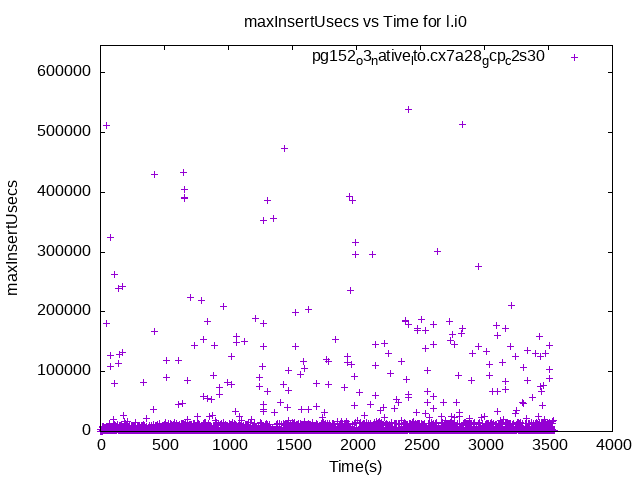 maxInsertUsecs vs Time for l.i0
pg152_o3_native_lto.cx7a28_gcp_c2s30
600000
500000
400000
300000
200000
100000
0
maxInsertUsecs
0 500 1000 1500 2000 2500 3000 3500 4000
Time(s)